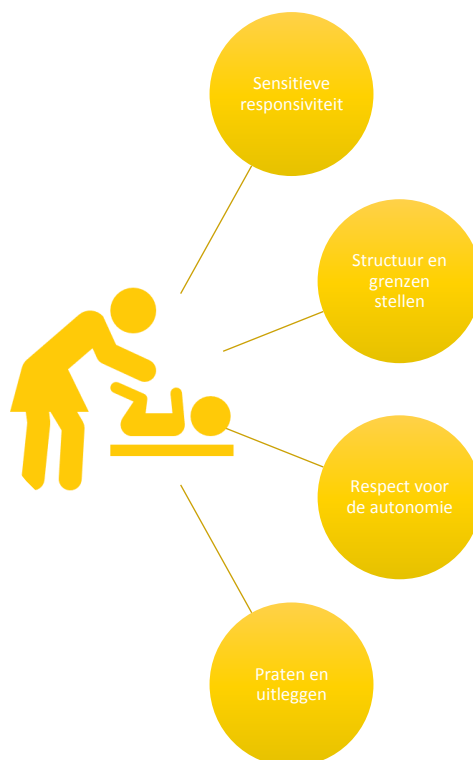 Sensitieve
responsiviteit
Structuur en
grenzen
stellen
Respect voor
de autonomie
Praten en
uitleggen